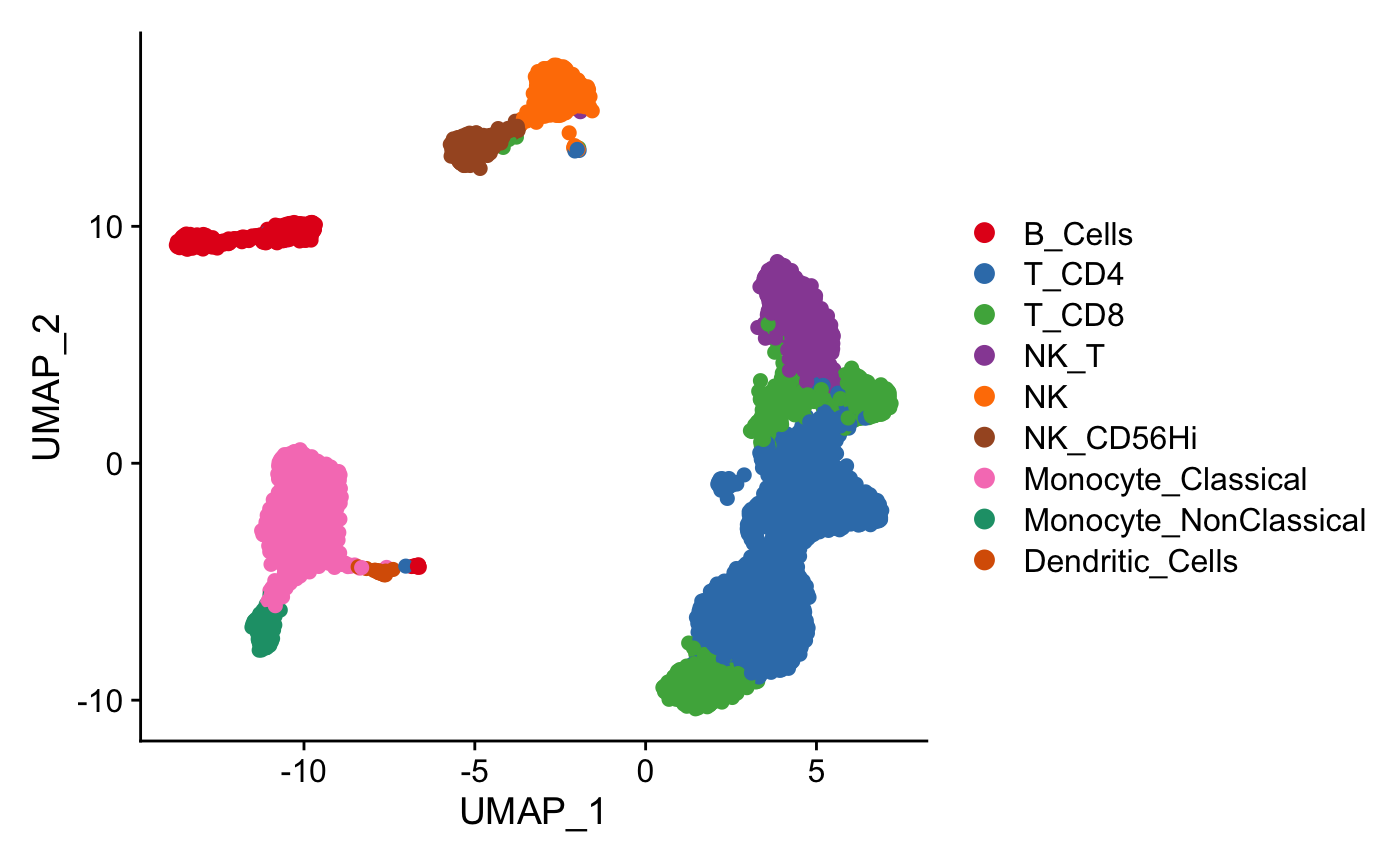 10
0
-10
UMAP_2
-10
-5
0
5
UMAP_1
B_Cells
T_CD4
T_CD8
NK_T
NK
NK_CD56Hi
Monocyte_Classical
Monocyte_NonClassical
Dendritic_Cells